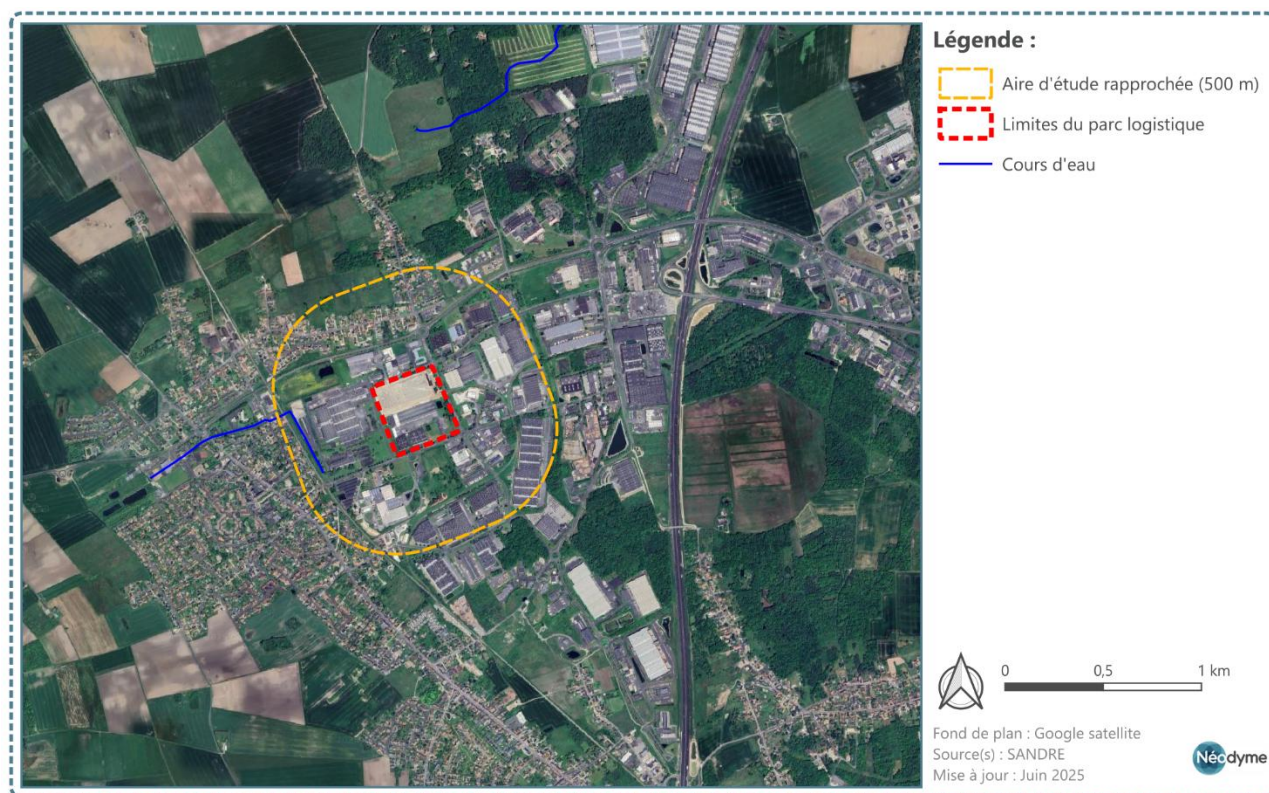 Légende :
Aire d'étude rapprochée (500 m)
Limites du parc logistique
Cours d'eau
0 0,5 1 km
Fond de plan : Google satellite
Source(s) : SANDRE
Mise à jour : Juin 2025
Néodyme